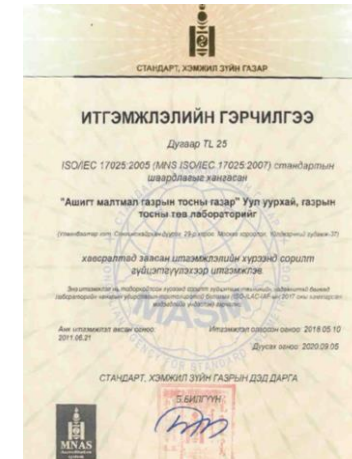 СТАНДАРТ, ХЭМЖИЛ ЗҮЙН ГАЗАР
ИТГЭМЖЛЭЛИЙН ГЭРЧИЛГЭЭ
Дугаар TL 25
ISO/IEC 17025:2005 (MNS ISO/IEC 17025:2007) стандартын
шаардлагыг хангасан
"Ашигт малтмал газрын тосны газар" Уул уурхай, газрын
тосны төв лабораторийг
хавсралтад заасан итгэмжлэлийн хүрээнд сорилт
гүйцэтгүүлэхээр итгэмжлэв.
Анх итгэмжлэл авсан огноо:
2011.06.21
Итгэмжлэл олгосон огноо: 2018.05.10
Дуусах огноо: 2020.09.05
MASM
СТАНДАРТ, ХЭМЖИЛ ЗҮЙН ГАЗРЫН ДЭД ДАРГА
Б.БИЛГҮҮН
MNAS